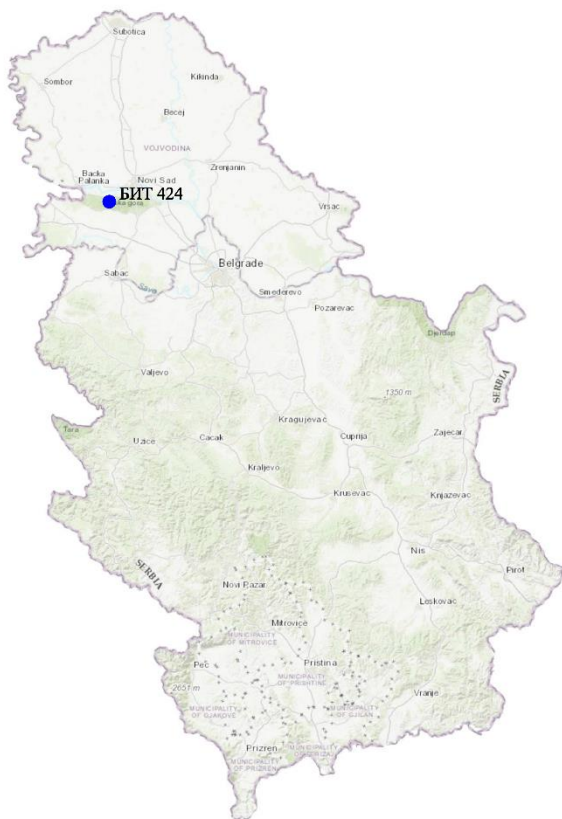 Subotica
Sombor
Kikinda
Becej
VOJVODINA
Backa
Palanka
Novi Sad
Zrenjanin
БИТ 424
Vrsac
Belgrade
Sabac
Sava
Smederevo
Pozarevac
Djerdap
Valjevo
1350 m
SERBIA
Tara
Uzice
Cacak
Kragujevac
Cuprija
Zajecar
Kraljevo
Krusevac
Knjazevac
Nis
Pirot
SERBIA
Novi Pazar
Leskovac
Mitrovice
MUNICIPALITY
OF MITROVICE
Peć
Pristina
MUNICIPALITY
OF PRISHTINE
2651 m
Vranje
MUNICIPALITY
OF GJAKOVE
MUNICIPALITY
OF GJILAN
Prizren
MUNICIPALITY
OF PRIZREN
MUNICIPALITY